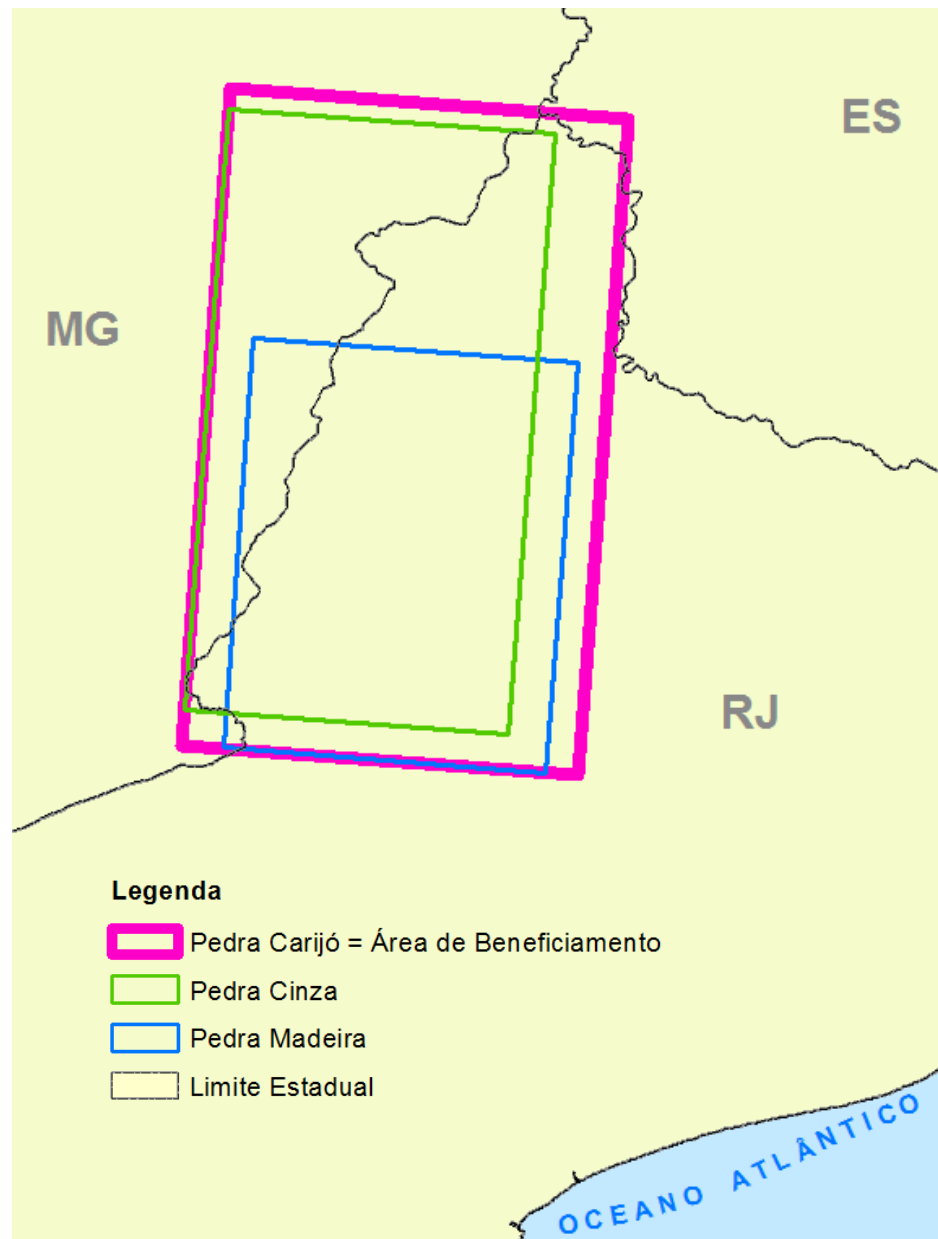 ES
MG
RJ
Legenda
Pedra Carijó = Área de Beneficiamento
Pedra Cinza
Pedra Madeira
Limite Estadual
OCEANO ATLÂNTICO